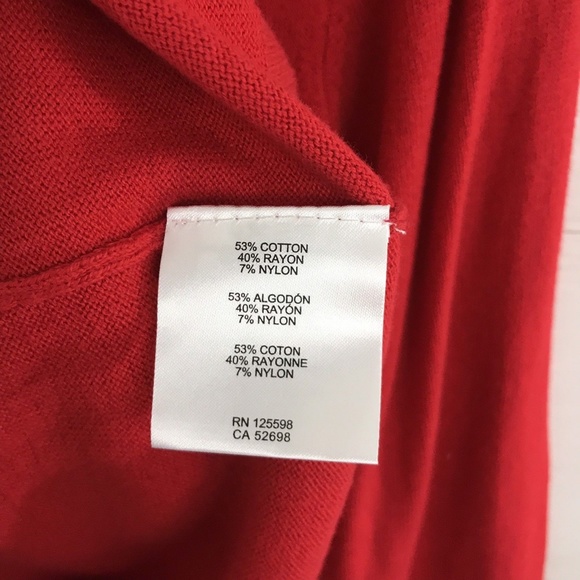 53% COTTON
40% RAYON
7% NYLON
53% ALGODÓN
40% RAYÓN
7% NYLON
53% COTON
40% RAYONNE
7% NYLON
RN 125598
CA 52698